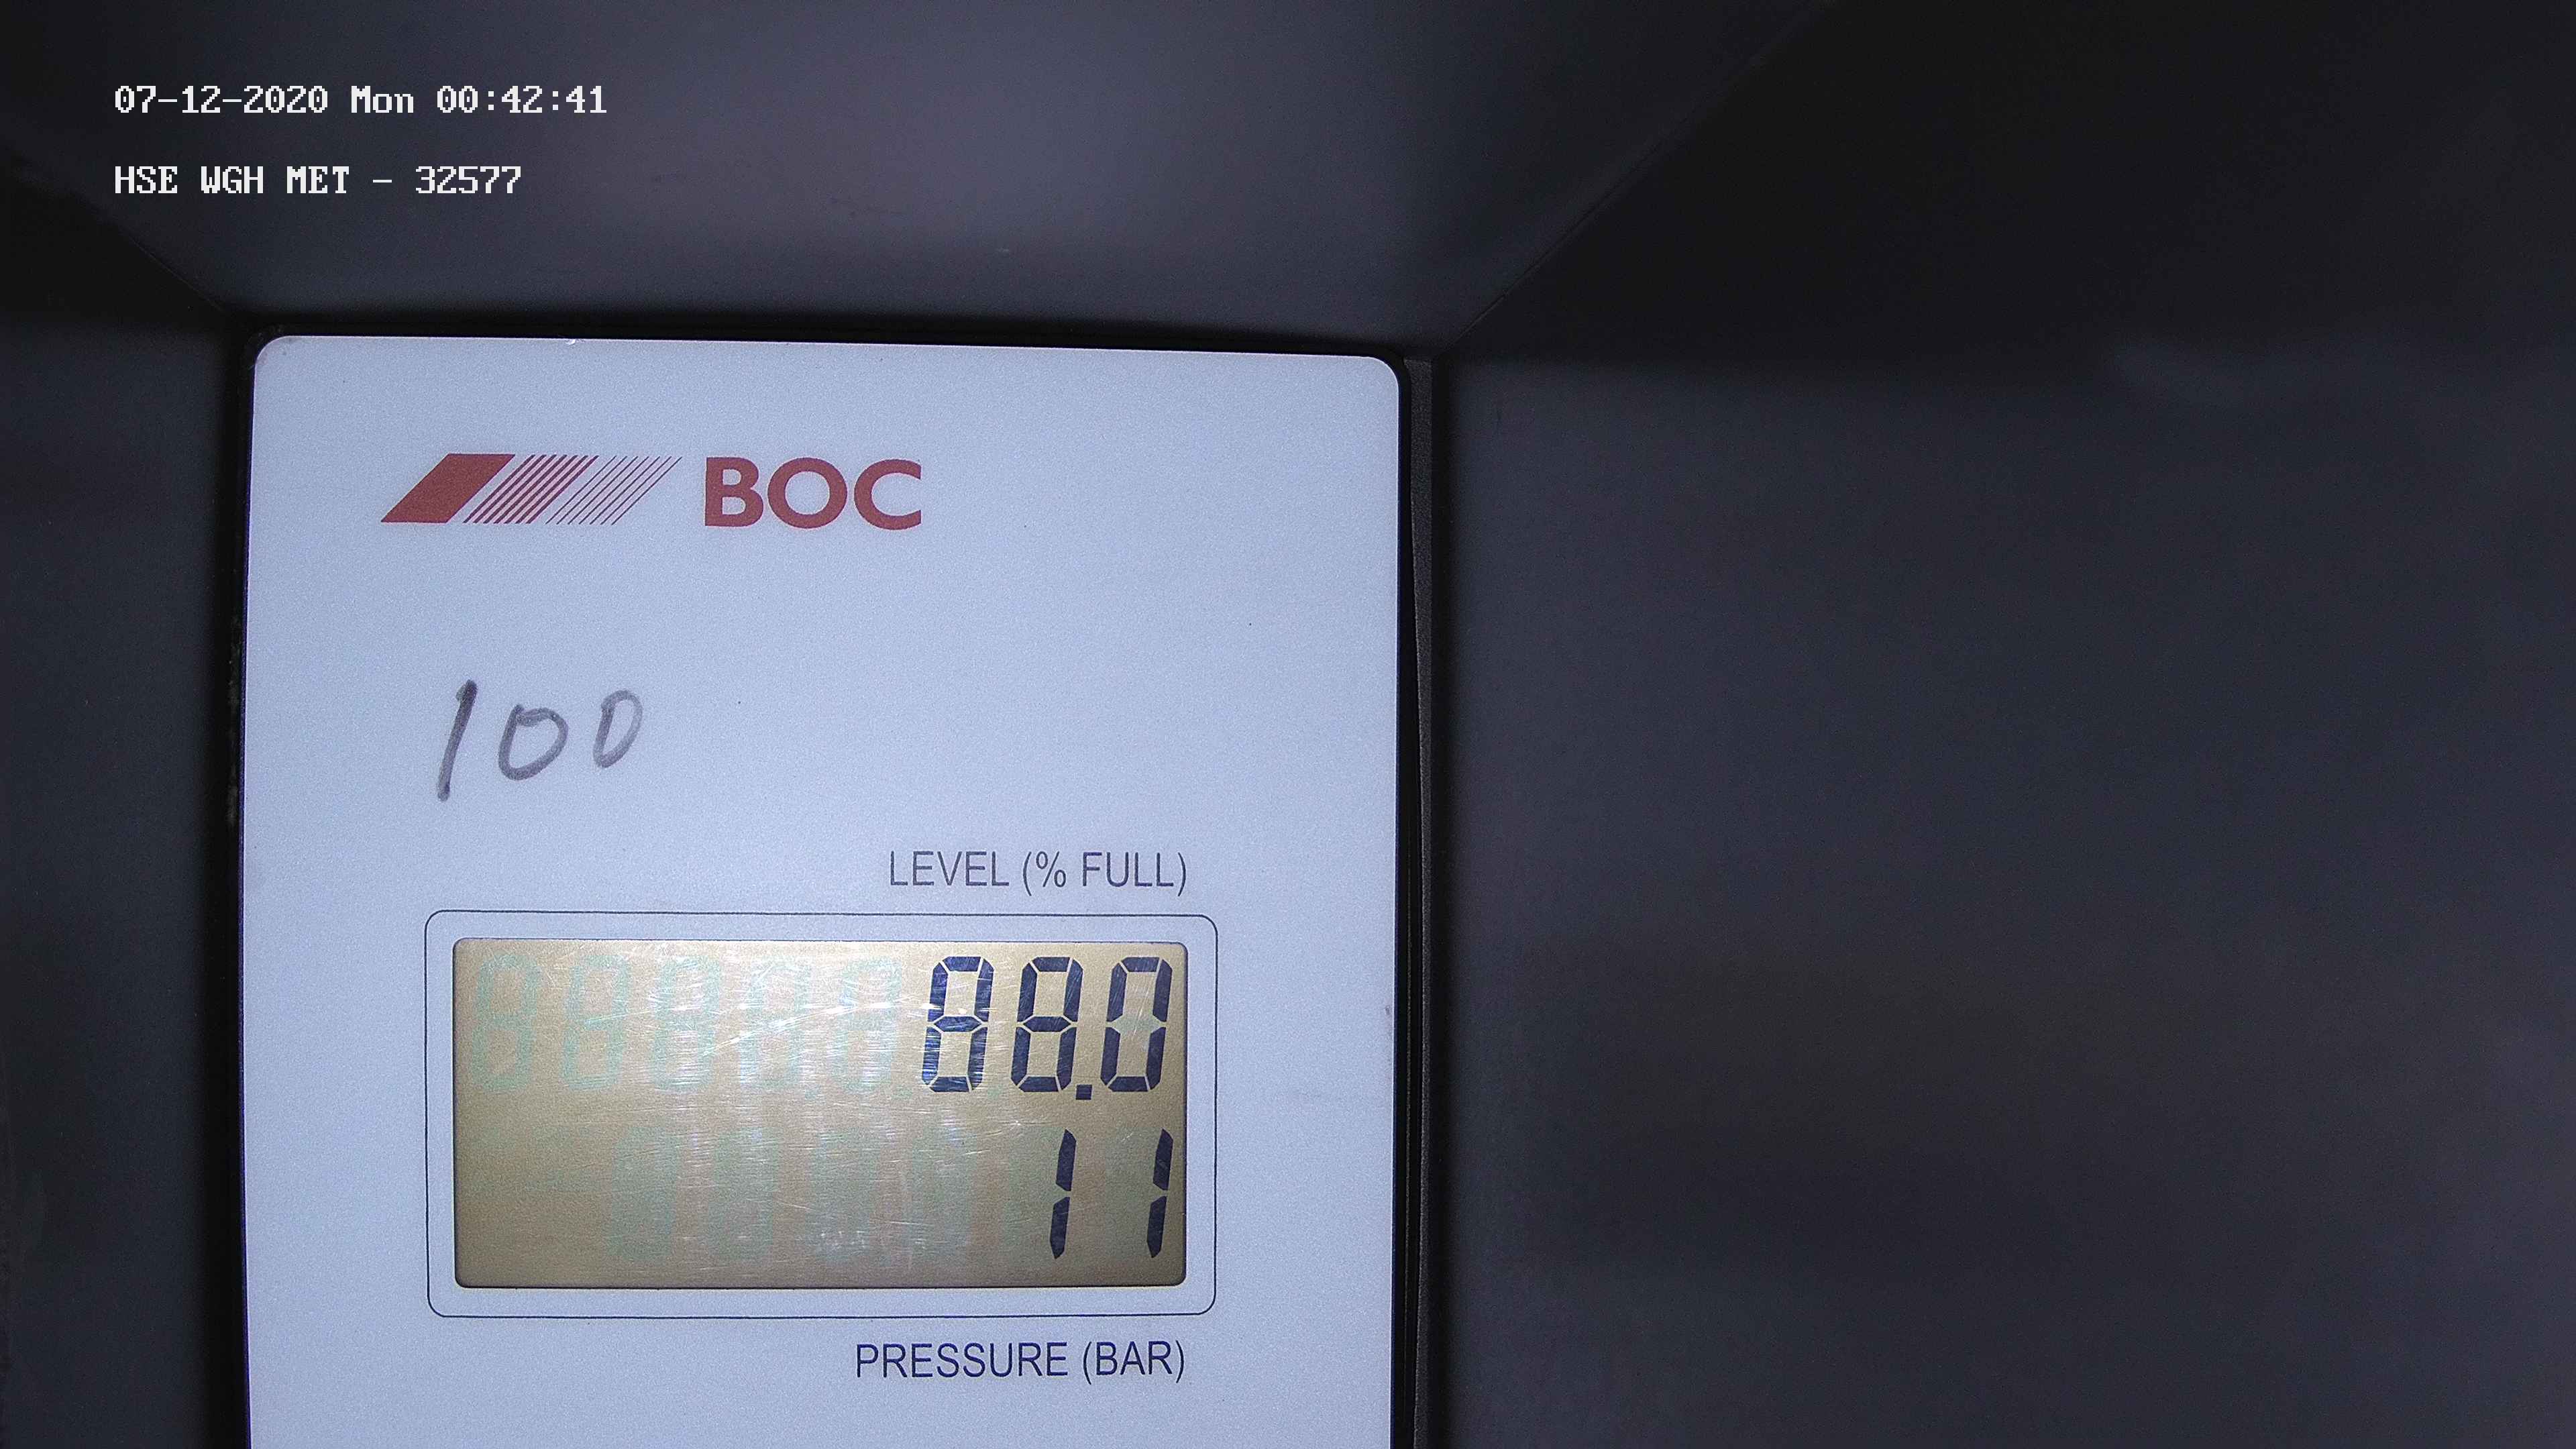 07-12-2020 Mon 00:42:41
HSE WGH MET - 32577
BOC
100
LEVEL (% FULL)
88.0
11
PRESSURE (BAR)